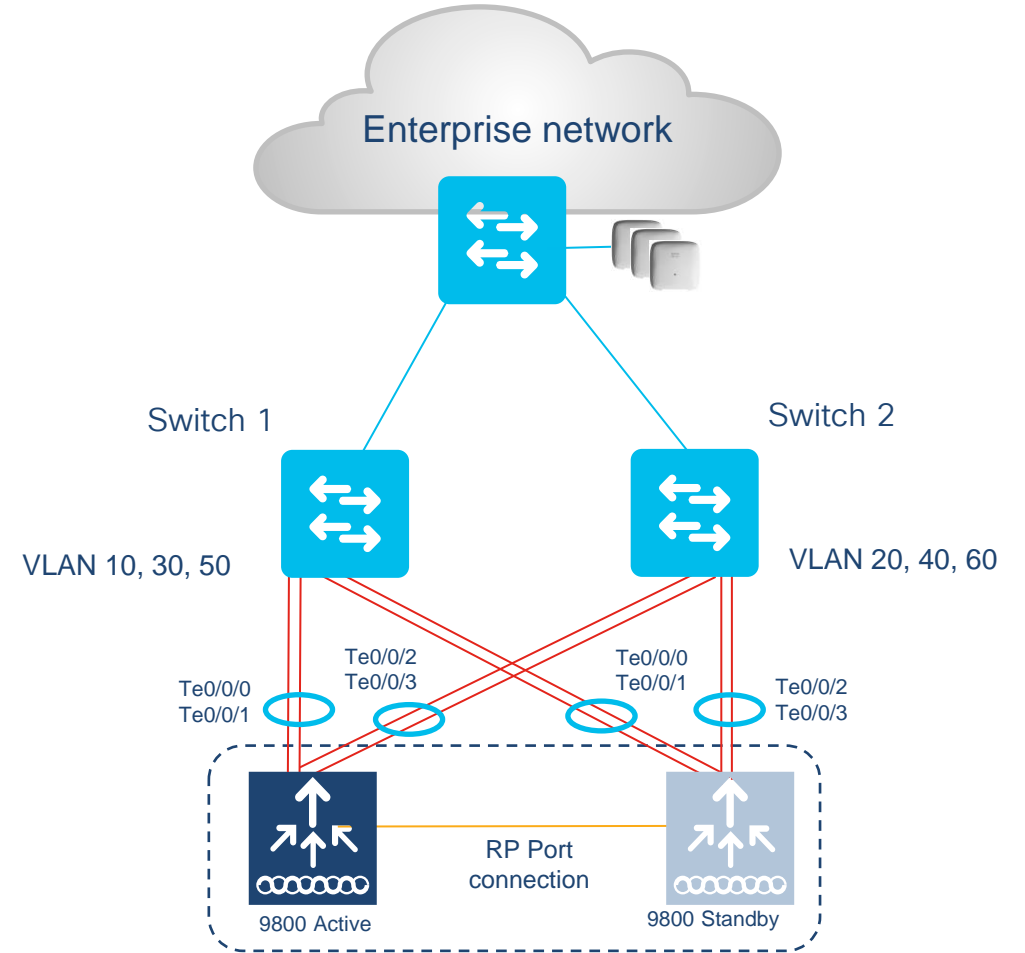 Enterprise network
Switch 1
Switch 2
VLAN 10, 30, 50
VLAN 20, 40, 60
Te0/0/0
Te0/0/1
Te0/0/2
Te0/0/3
Te0/0/0
Te0/0/1
Te0/0/2
Te0/0/3
RP Port
connection
9800 Active
9800 Standby